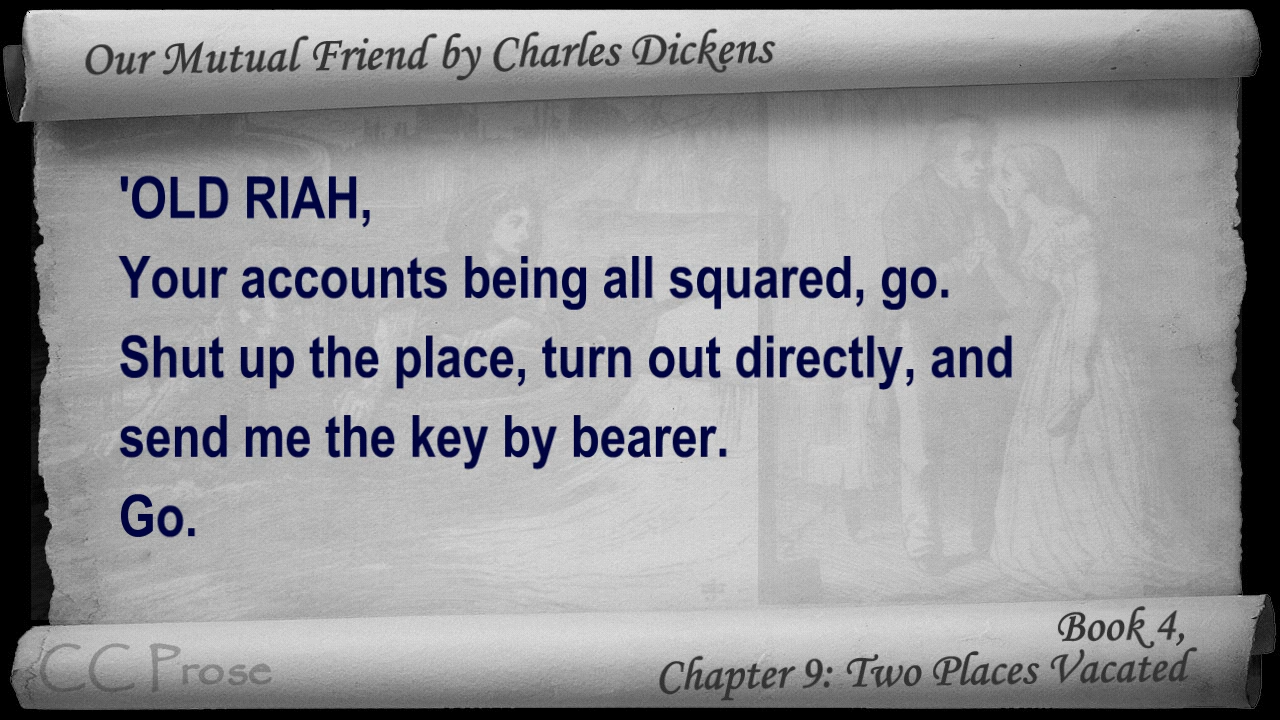 Our Mutual Friend by Charles Dickens
'OLD RIAH,
Your accounts being all squared, go.
Shut up the place, turn out directly, and
send me the key by bearer.
Go.
CC Prose
Book 4,
Chapter 9: Two Places Vacated